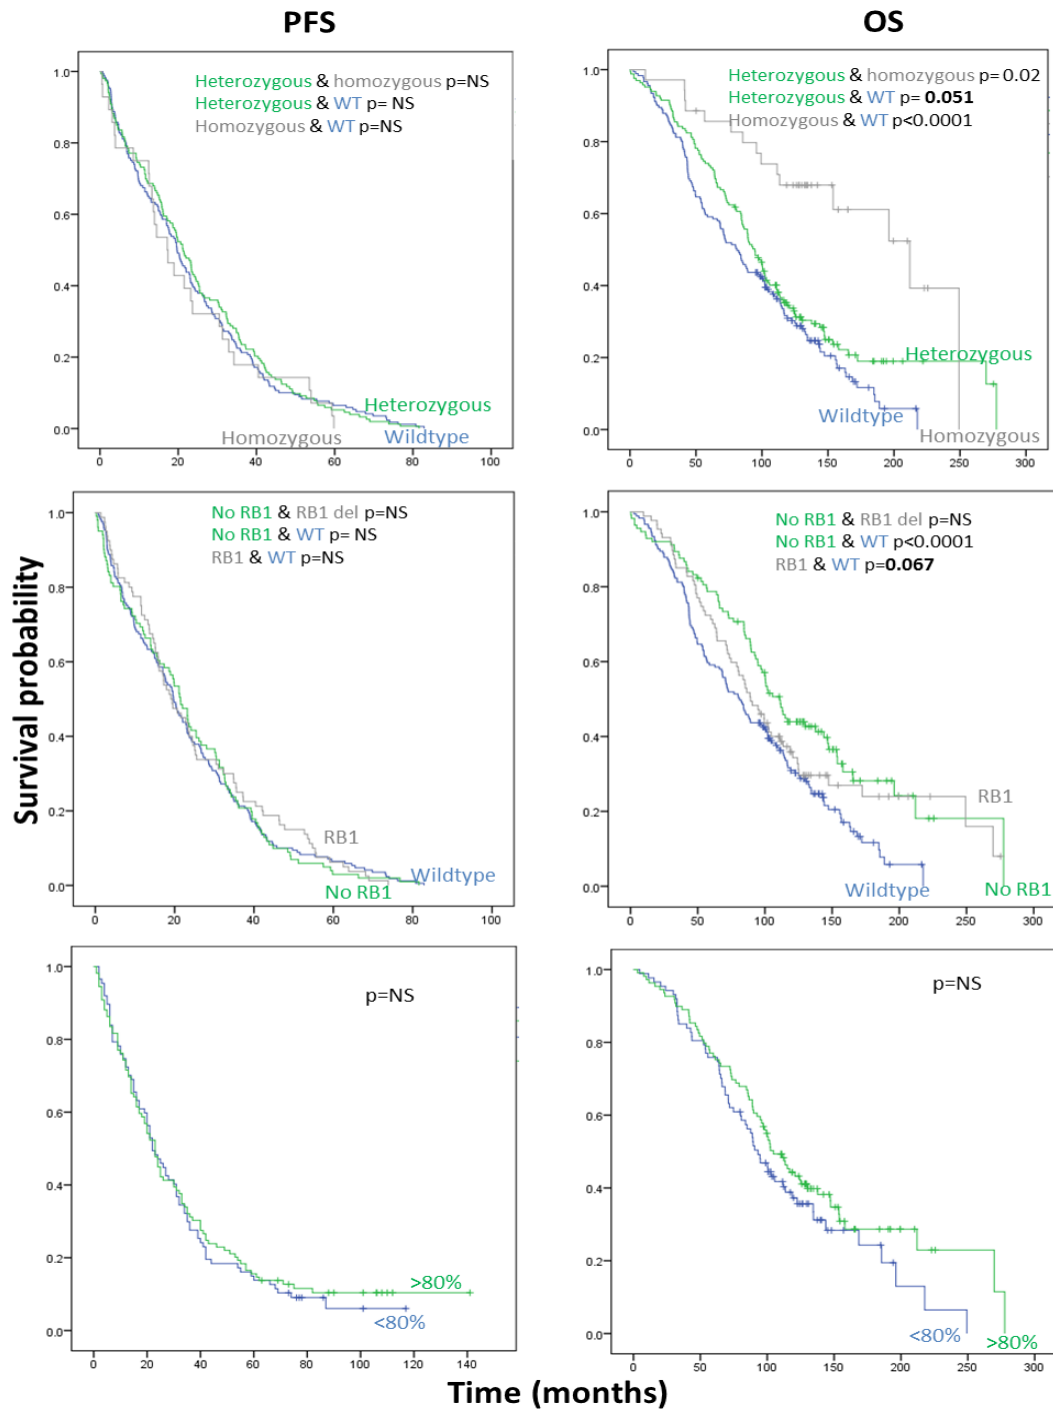 PFS
OS
Heterozygous & homozygous p=NS
Heterozygous & WT p= NS
Homozygous & WT p=NS
1.0
0.8
0.6
0.4
0.2
0.0
Heterozygous
Homozygous
Wildtype
0 20 40 60 80 100
Heterozygous & homozygous p= 0.02
Heterozygous & WT p= 0.051
Homozygous & WT p<0.0001
1.0
0.8
0.6
0.4
0.2
0.0
Heterozygous
Wildtype
Homozygous
0 50 100 150 200 250 300
Survival probability
No RB1 & RB1 del p=NS
No RB1 & WT p= NS
RB1 & WT p=NS
1.0
0.8
0.6
0.4
0.2
0.0
RB1
Wildtype
No RB1
0 20 40 60 80 100
No RB1 & RB1 del p=NS
No RB1 & WT p<0.0001
RB1 & WT p=0.067
1.0
0.8
0.6
0.4
0.2
0.0
RB1
Wildtype
No RB1
0 50 100 150 200 250 300
p=NS
1.0
0.8
0.6
0.4
0.2
0.0
>80%
<80%
0 20 40 60 80 100 120 140
p=NS
1.0
0.8
0.6
0.4
0.2
0.0
<80%
>80%
0 50 100 150 200 250 300
Time (months)